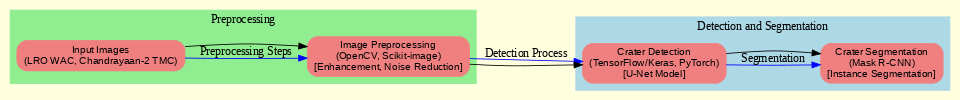 Preprocessing
Input Images
(LRO WAC, Chandrayaan-2 TMC)
Preprocessing Steps
Image Preprocessing
(OpenCV, Scikit-image)
[Enhancement, Noise Reduction]
Detection Process
Detection and Segmentation
Crater Detection
(TensorFlow/Keras, PyTorch)
[U-Net Model]
Segmentation
Crater Segmentation
(Mask R-CNN)
[Instance Segmentation]